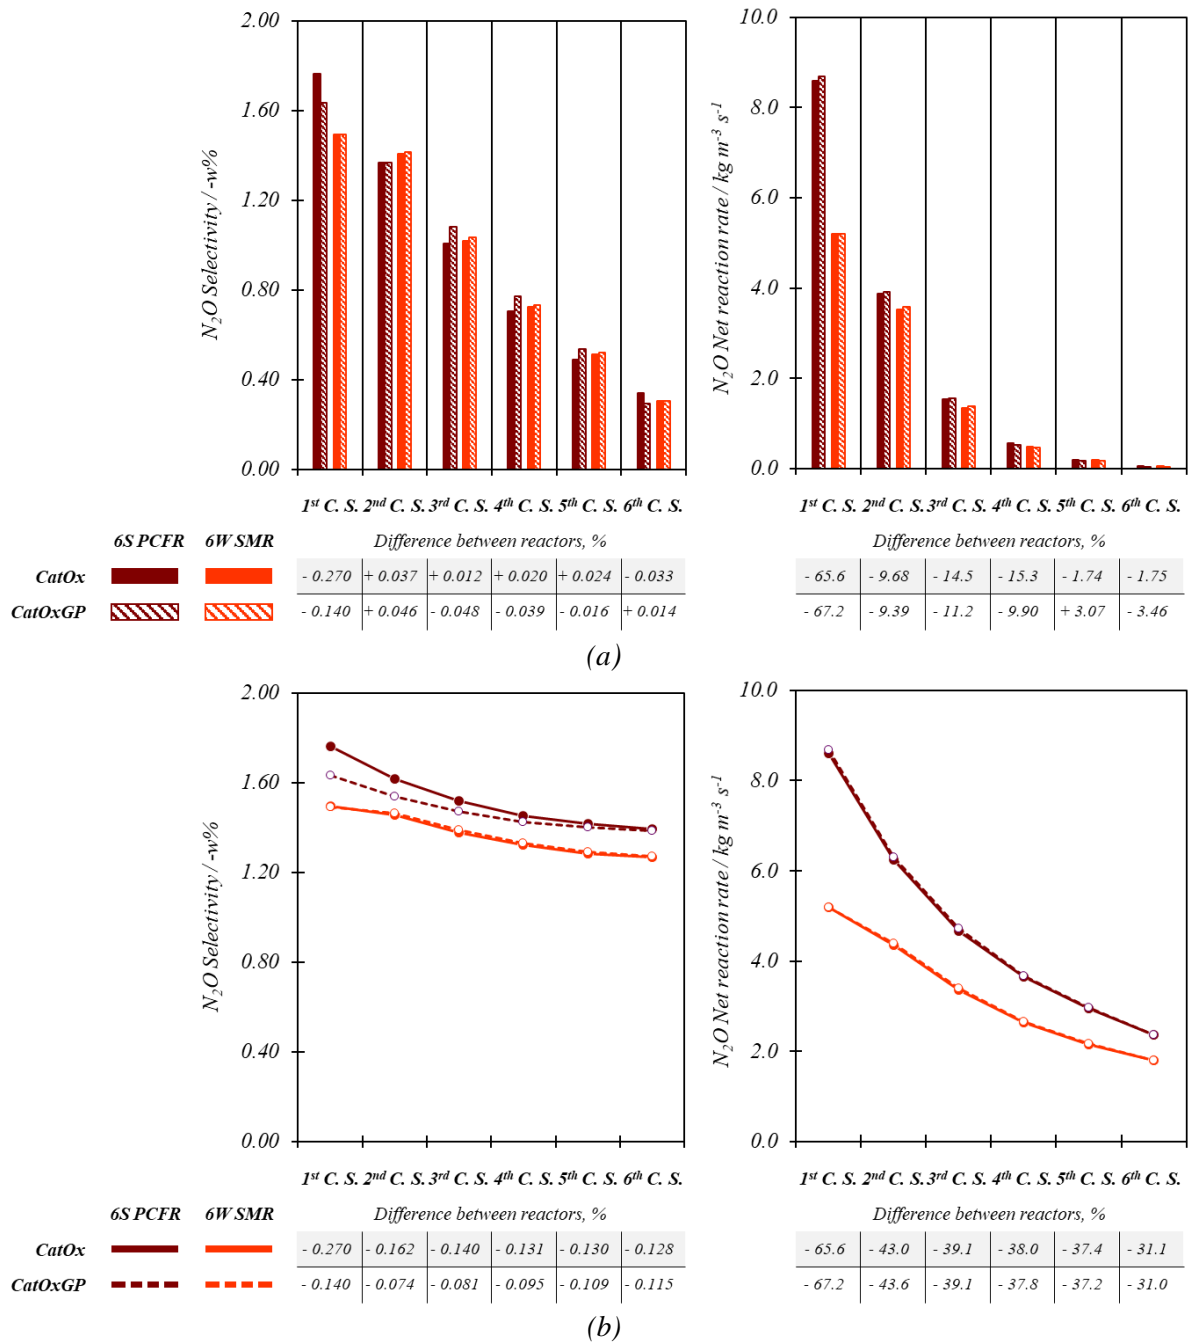 2.00
1.60
1.20
0.80
0.40
0.00
N₂O Selectivity / -w%
1ˢᵗ C. S. 2ⁿᵈ C. S. 3ʳᵈ C. S. 4ᵗʰ C. S. 5ᵗʰ C. S. 6ᵗʰ C. S.
10.0
8.0
6.0
4.0
2.0
0.0
N₂O Net reaction rate / kg m⁻³ s⁻¹
1ˢᵗ C. S. 2ⁿᵈ C. S. 3ʳᵈ C. S. 4ᵗʰ C. S. 5ᵗʰ C. S. 6ᵗʰ C. S.
6S PCFR 6W SMR Difference between reactors, % Difference between reactors, %
CatOx - 0.270 + 0.037 + 0.012 + 0.020 + 0.024 - 0.033 - 65.6 - 9.68 - 14.5 - 15.3 - 1.74 - 1.75
CatOxGP - 0.140 + 0.046 - 0.048 - 0.039 - 0.016 + 0.014 - 67.2 - 9.39 - 11.2 - 9.90 + 3.07 - 3.46
(a)
2.00
1.60
1.20
0.80
0.40
0.00
N₂O Selectivity / -w%
1ˢᵗ C. S. 2ⁿᵈ C. S. 3ʳᵈ C. S. 4ᵗʰ C. S. 5ᵗʰ C. S. 6ᵗʰ C. S.
10.0
8.0
6.0
4.0
2.0
0.0
N₂O Net reaction rate / kg m⁻³ s⁻¹
1ˢᵗ C. S. 2ⁿᵈ C. S. 3ʳᵈ C. S. 4ᵗʰ C. S. 5ᵗʰ C. S. 6ᵗʰ C. S.
6S PCFR 6W SMR Difference between reactors, % Difference between reactors, %
CatOx - 0.270 - 0.162 - 0.140 - 0.131 - 0.130 - 0.128 - 65.6 - 43.0 - 39.1 - 38.0 - 37.4 - 31.1
CatOxGP - 0.140 - 0.074 - 0.081 - 0.095 - 0.109 - 0.115 - 67.2 - 43.6 - 39.1 - 37.8 - 37.2 - 31.0
(b)